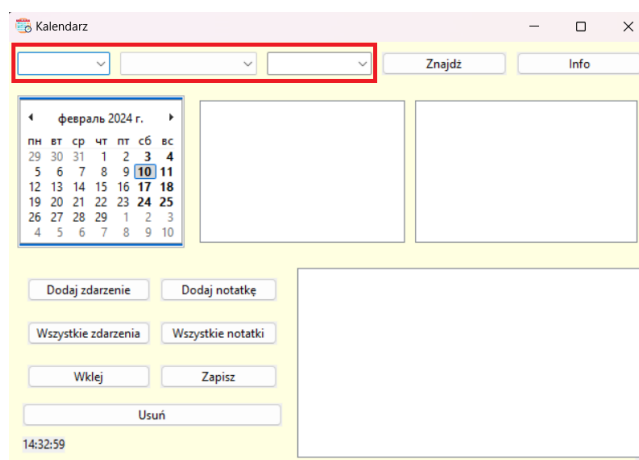 Kalendarz
Znajdż Info
февраль 2024 г.
пн вт ср чт пт сб вс
29 30 31 1 2 3 4
5 6 7 8 9 10 11
12 13 14 15 16 17 18
19 20 21 22 23 24 25
26 27 28 29 1 2 3
4 5 6 7 8 9 10
Dodaj zdarzenie Dodaj notatkę
Wszystkie zdarzenia Wszystkie notatki
Wklej Zapisz
Usuń
14:32:59